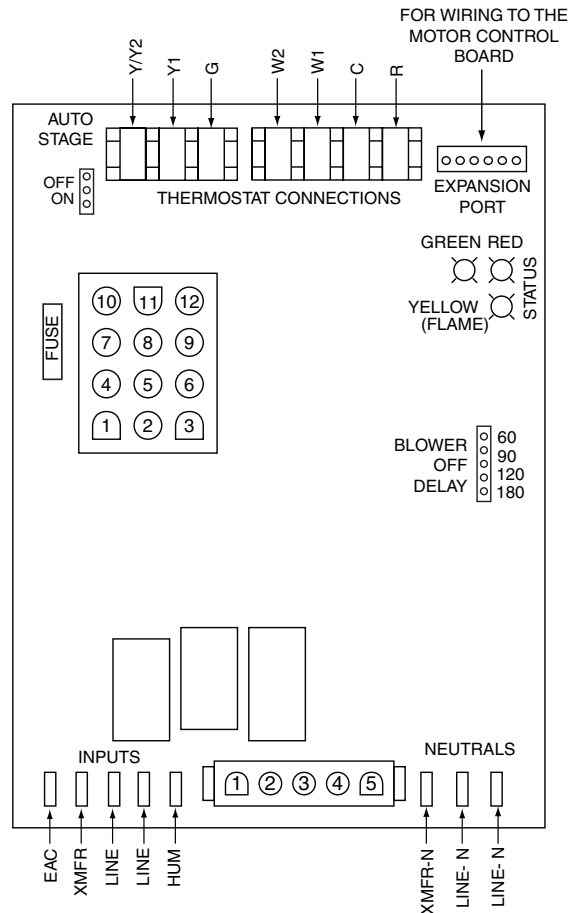 FOR WIRING TO THE
MOTOR CONTROL
BOARD
Y/Y2
Y1
G
W2
W1
C
R
AUTO
STAGE
OFF
ON
THERMOSTAT CONNECTIONS
EXPANSION
PORT
GREEN RED
YELLOW
(FLAME)
STATUS
FUSE
10 11 12
7 8 9
4 5 6
1 2 3
BLOWER
OFF
DELAY
60
90
120
180
INPUTS
NEUTRALS
1 2 3 4 5
EAC
XMFR
LINE
LINE
HUM
XMFR-N
LINE- N
LINE- N